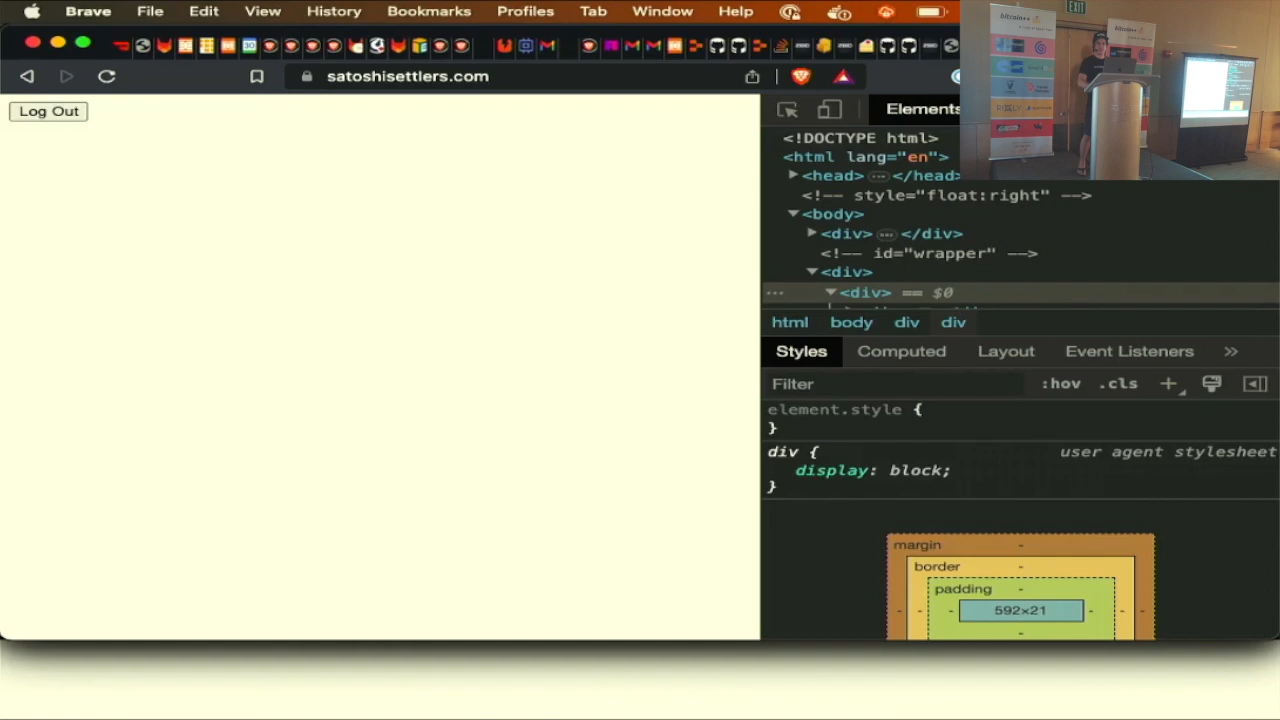 Brave File Edit View History Bookmarks Profiles Tab Window Help
satoshisettlers.com
Log Out
Elements
<!DOCTYPE html>
<html lang="en">
<head> ... </head>
<!-- style="float:right" -->
<body>
<div> ... </div>
<!-- id="wrapper" -->
<div>
... <div> == $0
html body div div
Styles Computed Layout Event Listeners »
Filter :hov .cls +
element.style {
}
div { user agent stylesheet
display: block;
}
margin -
border -
padding -
- - - 592×21 - - -
-
EXIT
bitcoin++
bitcoin++